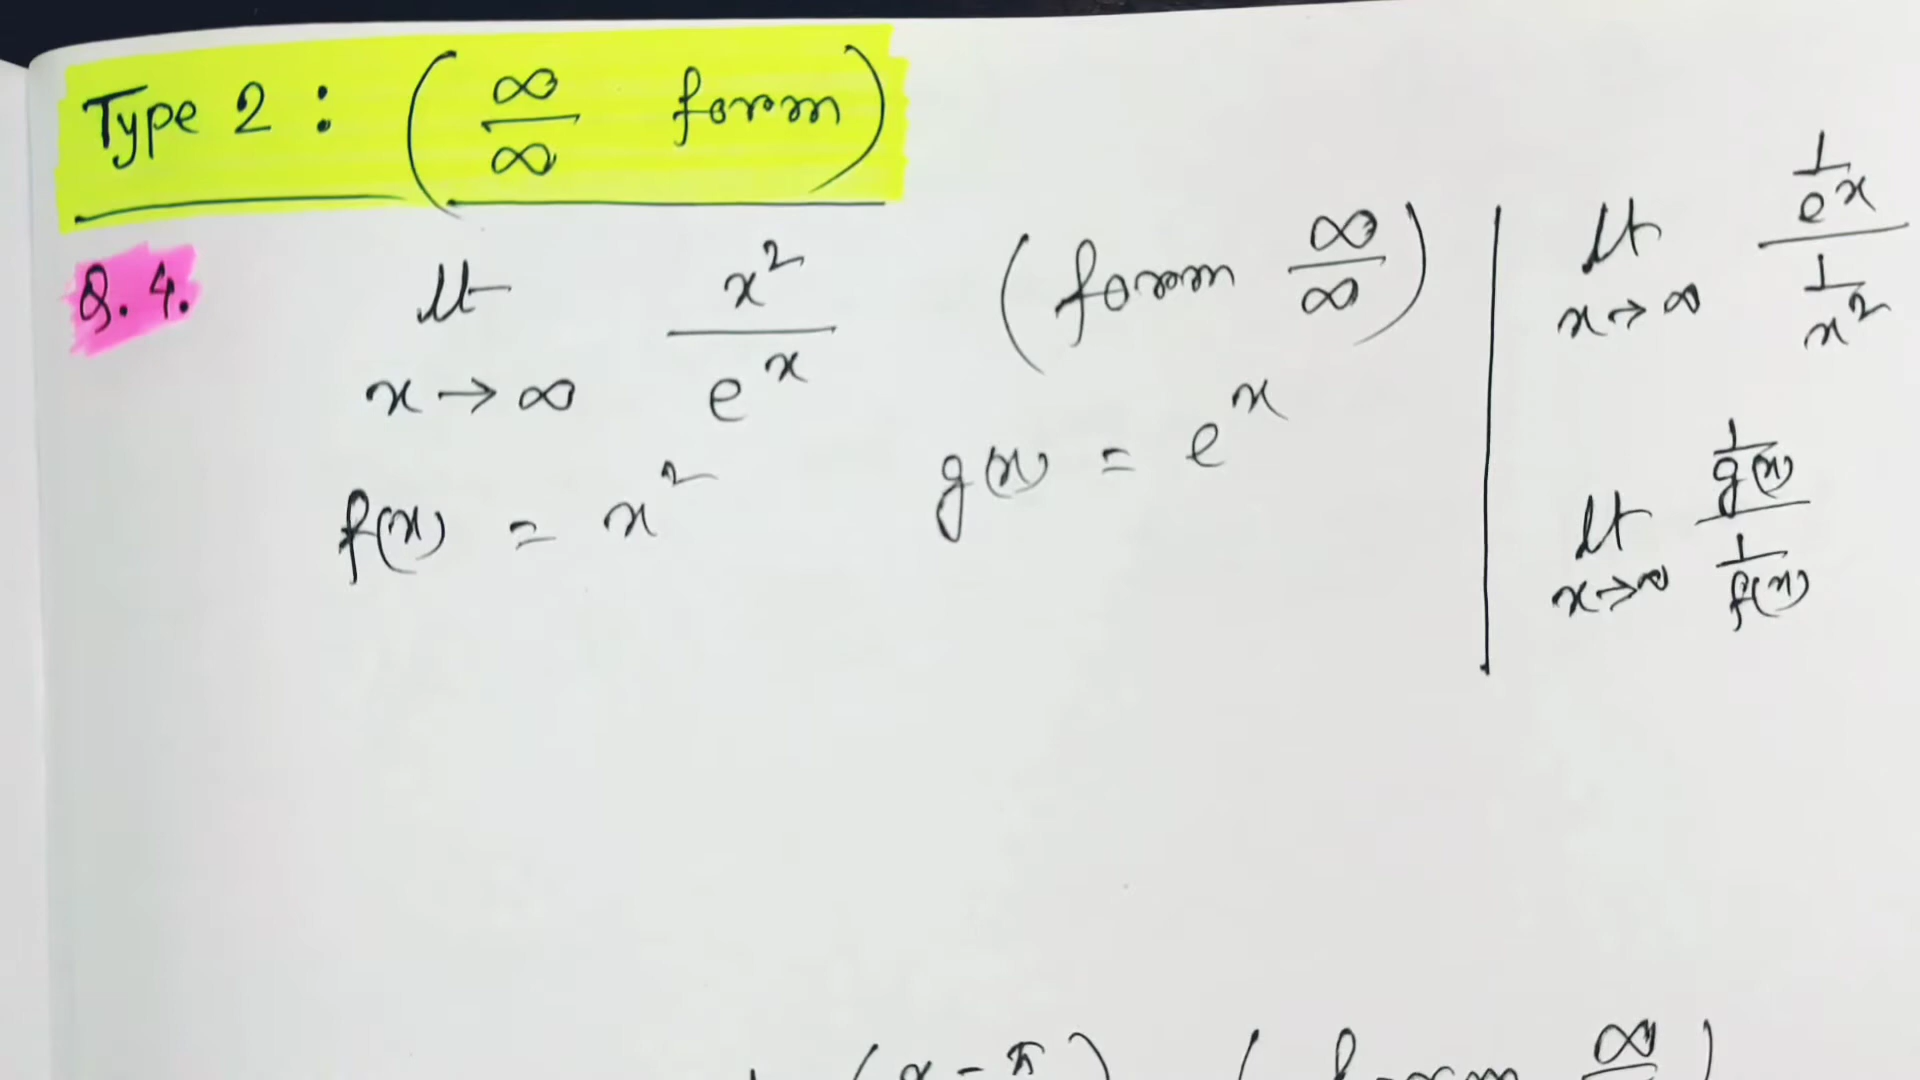 Type 2 : ( ∞/∞ form )
Q. 4. lt x→∞ x²/eˣ (form ∞/∞)
f(x) = x² g(x) = eˣ
lt x→∞ (1/eˣ)/(1/x²)
lt x→∞ (1/g(x))/(1/f(x))
(x - π ) ( form ∞